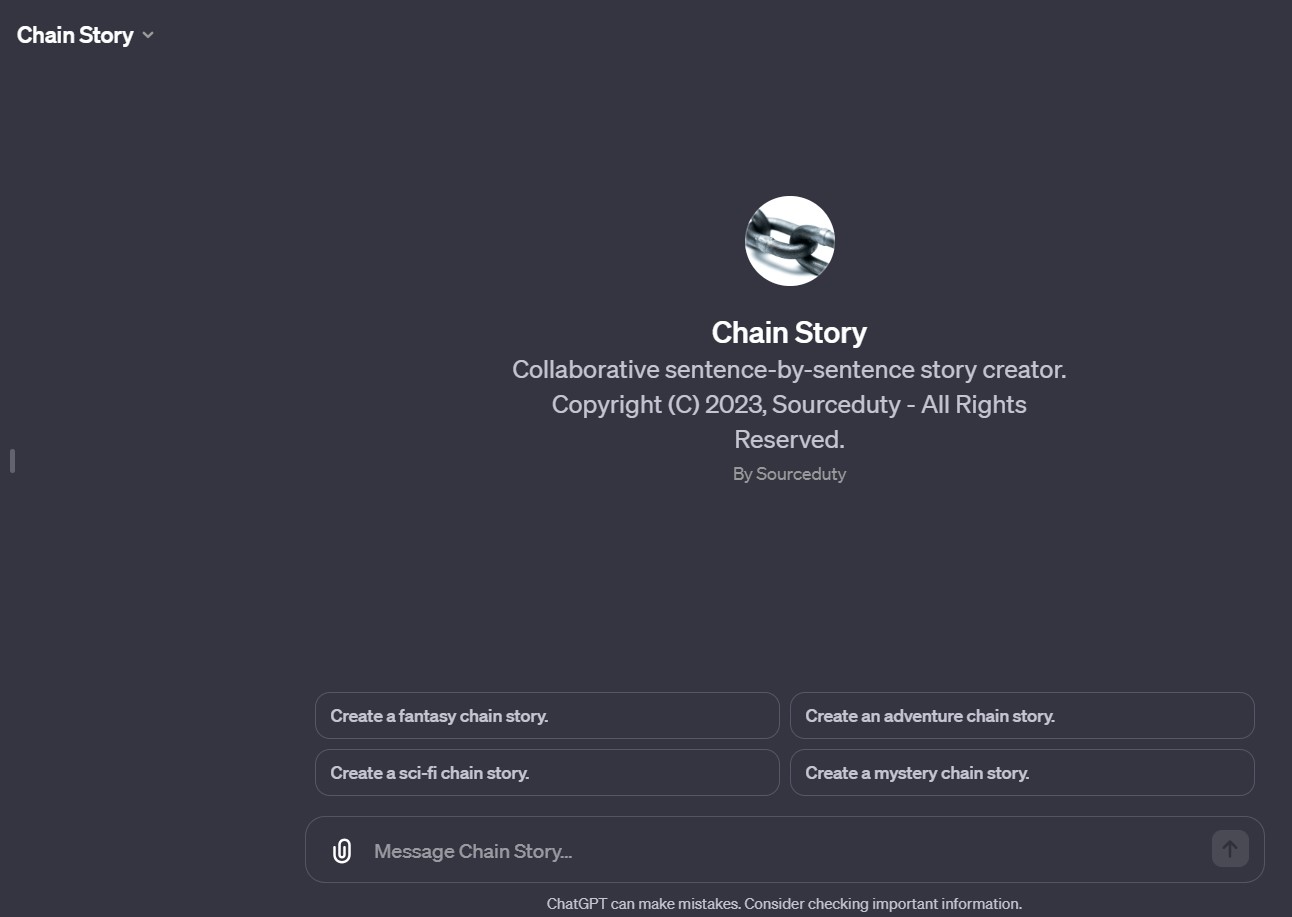 Chain Story
Chain Story
Collaborative sentence-by-sentence story creator.
Copyright (C) 2023, Sourceduty - All Rights
Reserved.
By Sourceduty
Create a fantasy chain story.
Create an adventure chain story.
Create a sci-fi chain story.
Create a mystery chain story.
Message Chain Story...
ChatGPT can make mistakes. Consider checking important information.